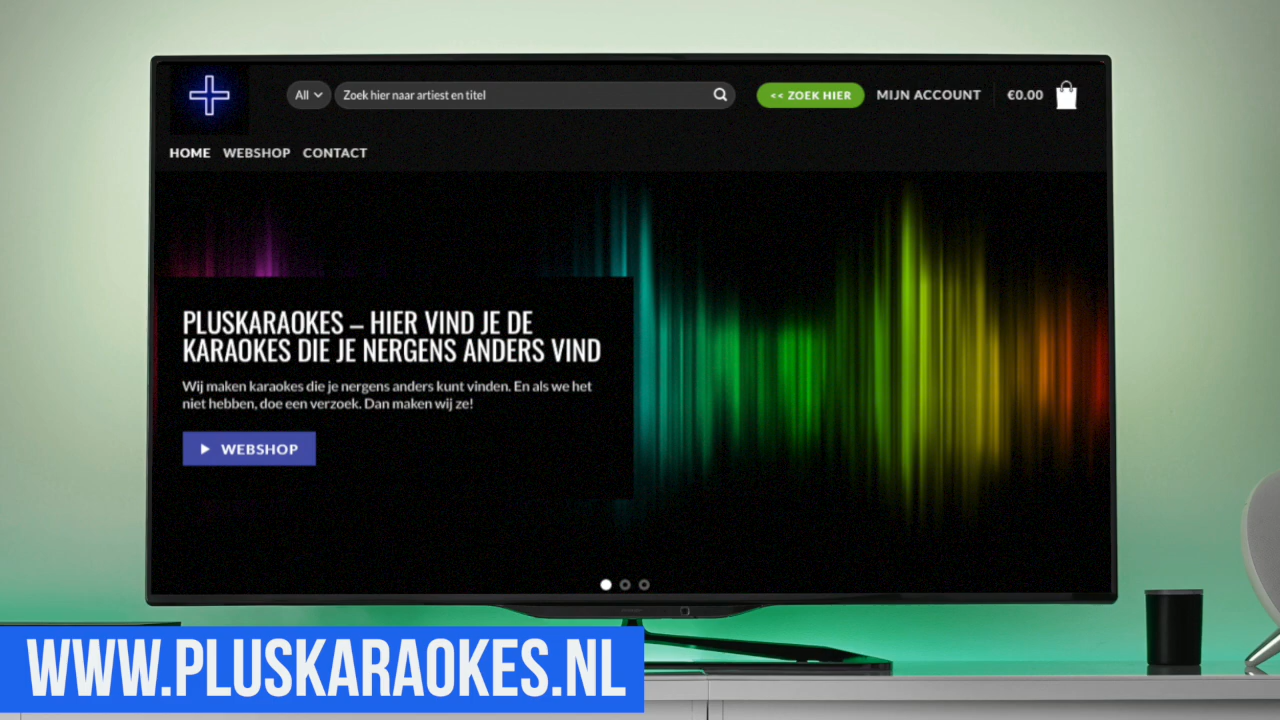 All
Zoek hier naar artiest en titel
<< ZOEK HIER
MIJN ACCOUNT
€0.00
HOME WEBSHOP CONTACT
PLUSKARAOKES – HIER VIND JE DE
KARAOKES DIE JE NERGENS ANDERS VIND
Wij maken karaokes die je nergens anders kunt vinden. En als we het
niet hebben, doe een verzoek. Dan maken wij ze!
WEBSHOP
WWW.PLUSKARAOKES.NL